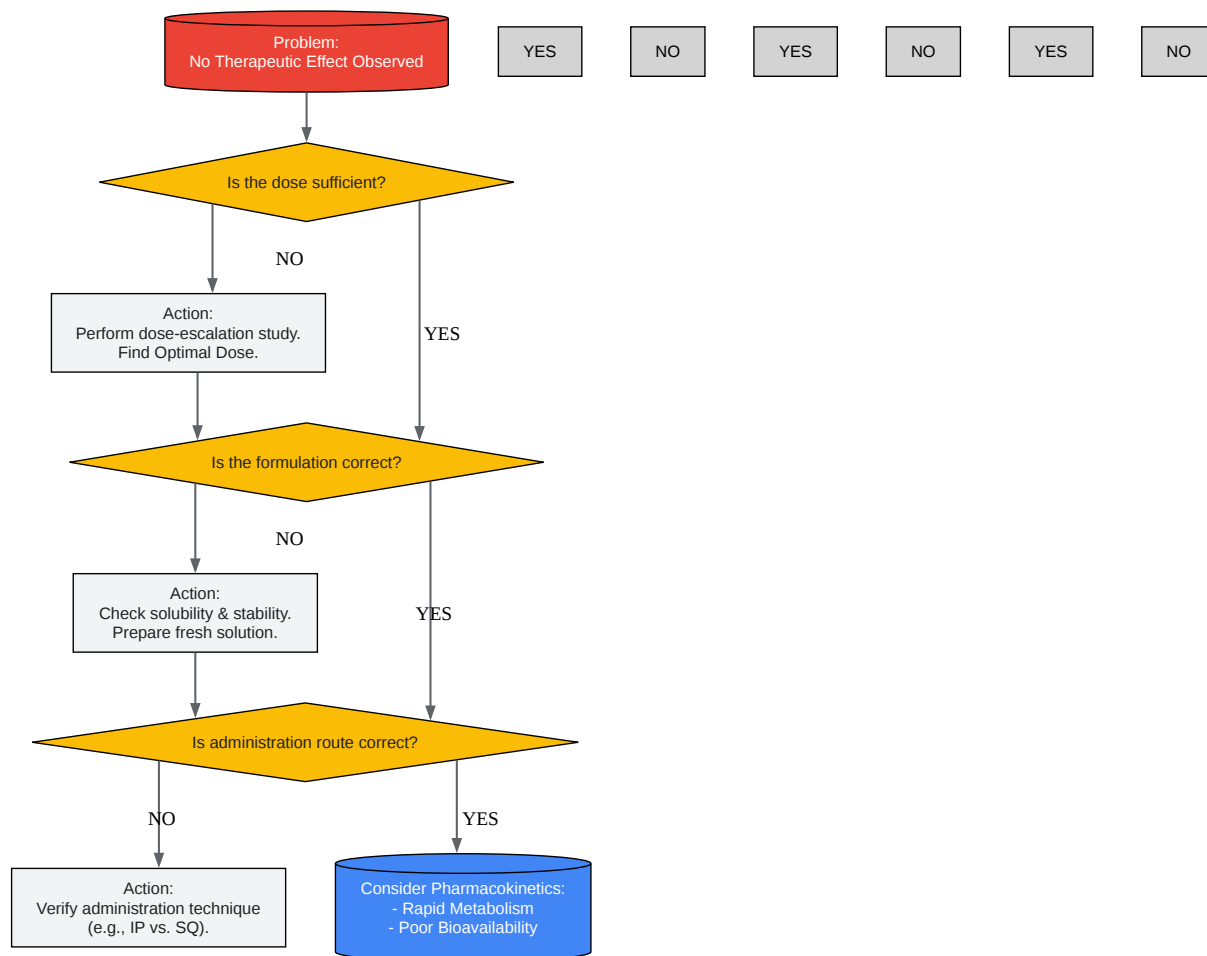 Problem:
No Therapeutic Effect Observed
YES
NO
YES
NO
YES
NO
Is the dose sufficient?
NO
Action:
Perform dose-escalation study.
Find Optimal Dose.
YES
Is the formulation correct?
NO
Action:
Check solubility & stability.
Prepare fresh solution.
YES
Is administration route correct?
NO
YES
Action:
Verify administration technique
(e.g., IP vs. SQ).
Consider Pharmacokinetics:
- Rapid Metabolism
- Poor Bioavailability